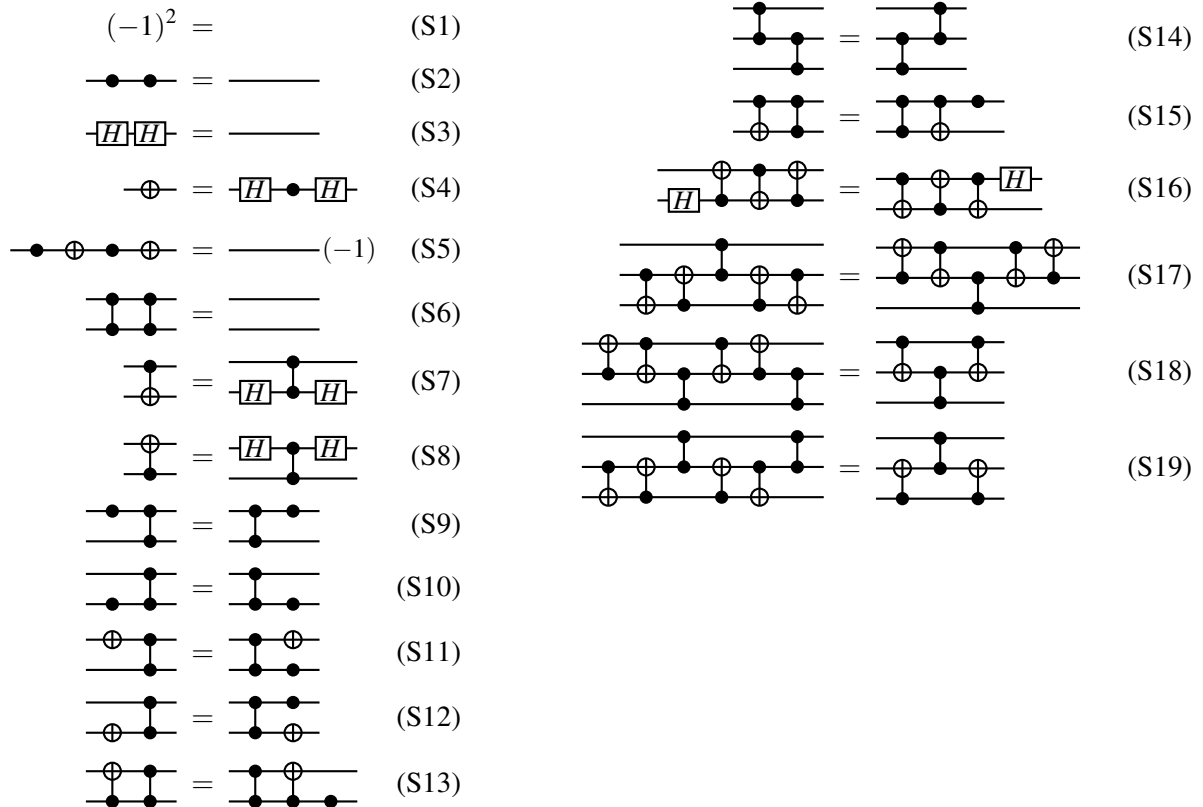 (−1)² = (S1)
= (S2)
H H = (S3)
= H H (S4)
= (−1) (S5)
= (S6)
= H H (S7)
= H H (S8)
= (S9)
= (S10)
= (S11)
= (S12)
= (S13)
= (S14)
= (S15)
H = H (S16)
= (S17)
= (S18)
= (S19)